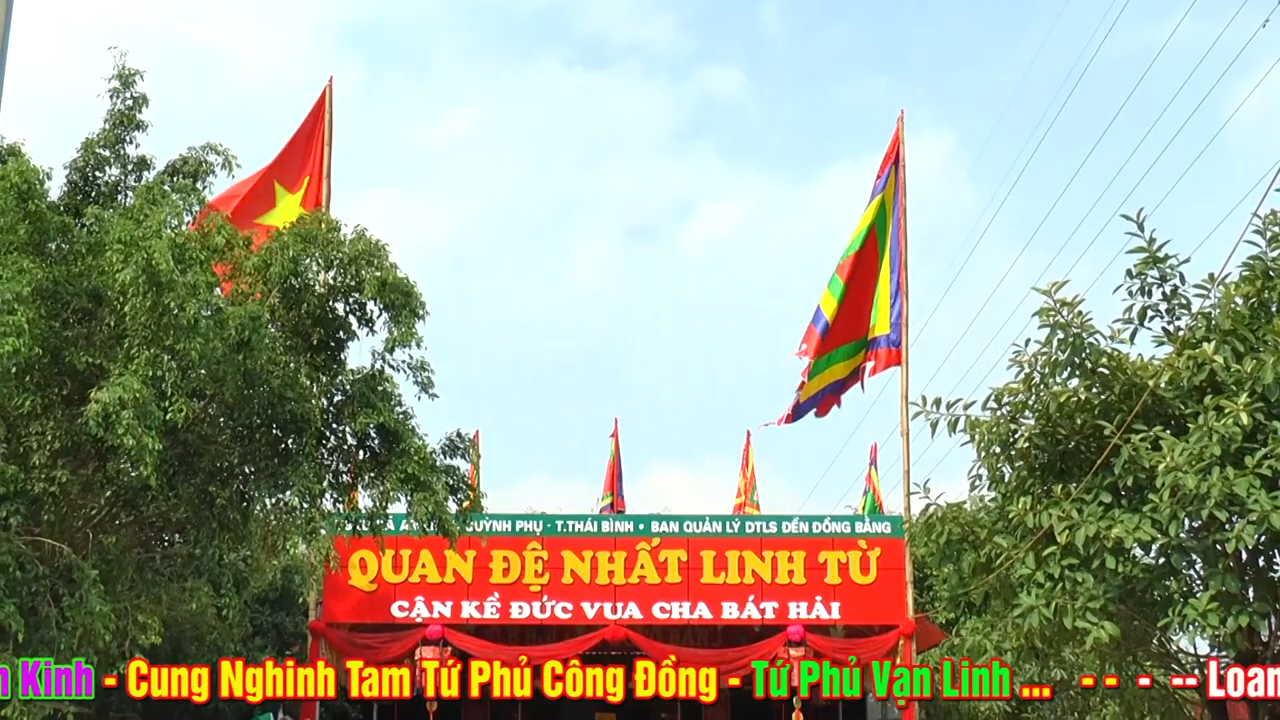 QUỲNH PHỤ - T.THÁI BÌNH • BAN QUẢN LÝ DTLS ĐỀN ĐỒNG BẰNG
QUAN ĐỆ NHẤT LINH TỪ
CẬN KỀ ĐỨC VUA CHA BÁT HẢI
Kinh - Cung Nghinh Tam Tứ Phủ Công Đồng - Tứ Phủ Vạn Linh ... - - - -- Loan